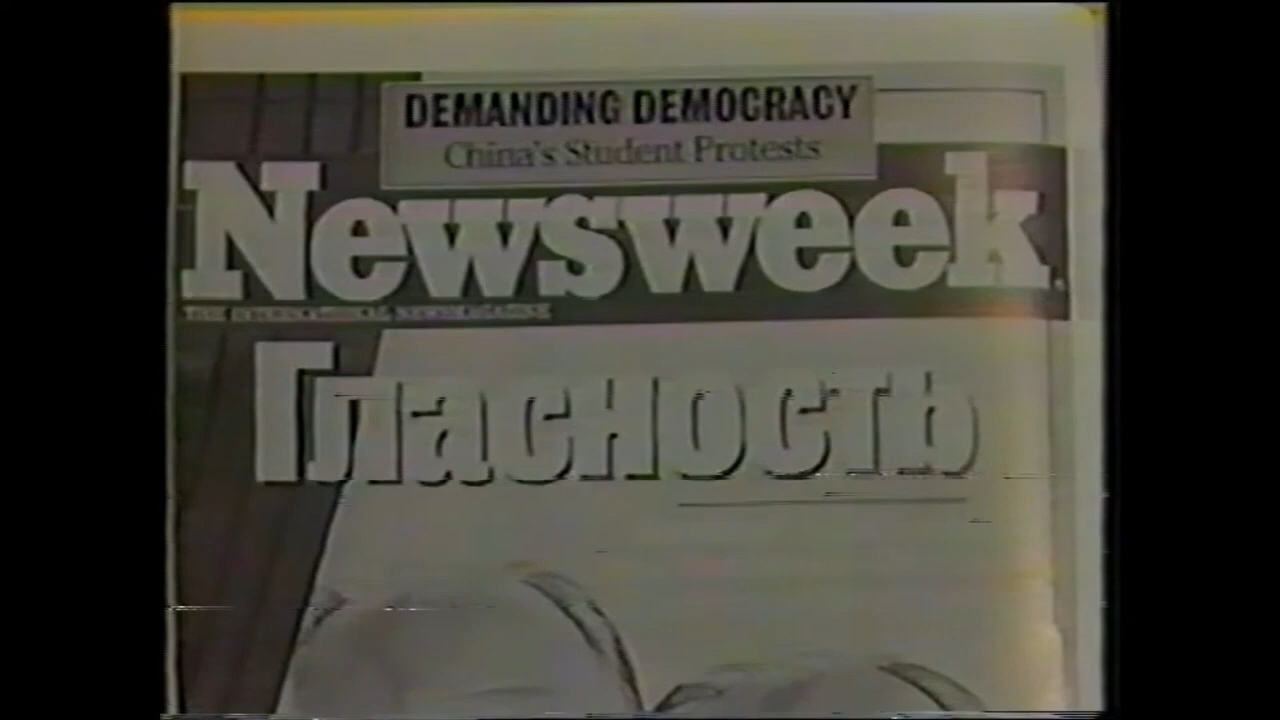 DEMANDING DEMOCRACY
China's Student Protests
Newsweek
Гласность